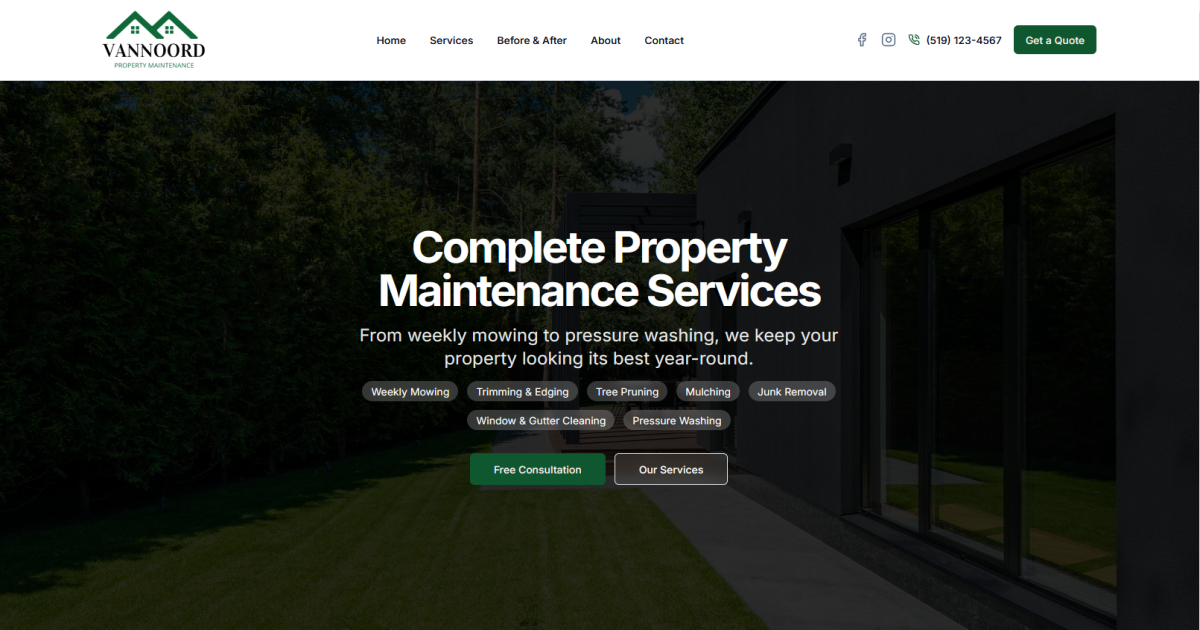 VANNOORD
PROPERTY MAINTENANCE
Home Services Before & After About Contact
(519) 123-4567
Get a Quote
Complete Property
Maintenance Services
From weekly mowing to pressure washing, we keep your
property looking its best year-round.
Weekly Mowing Trimming & Edging Tree Pruning Mulching Junk Removal
Window & Gutter Cleaning Pressure Washing
Free Consultation Our Services